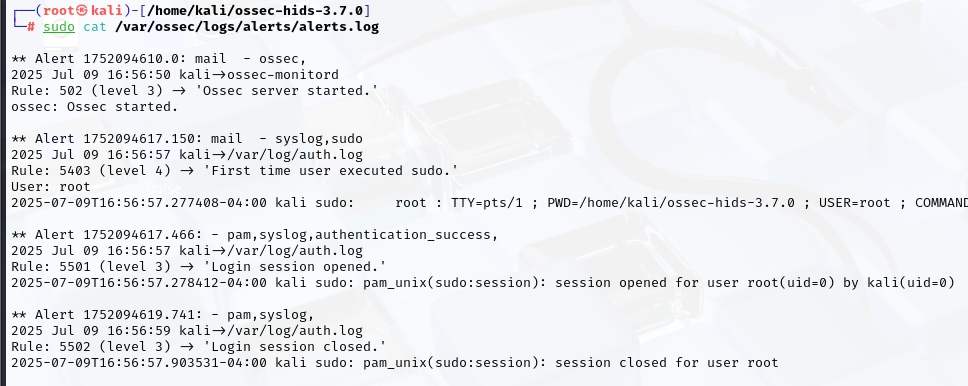 ┌──(root㉿kali)-[/home/kali/ossec-hids-3.7.0]
└─# sudo cat /var/ossec/logs/alerts/alerts.log
** Alert 1752094610.0: mail  - ossec,
2025 Jul 09 16:56:50 kali->ossec-monitord
Rule: 502 (level 3) -> 'Ossec server started.'
ossec: Ossec started.
** Alert 1752094617.150: mail  - syslog,sudo
2025 Jul 09 16:56:57 kali->/var/log/auth.log
Rule: 5403 (level 4) -> 'First time user executed sudo.'
User: root
2025-07-09T16:56:57.277408-04:00 kali sudo:     root : TTY=pts/1 ; PWD=/home/kali/ossec-hids-3.7.0 ; USER=root ; COMMAND
** Alert 1752094617.466: - pam,syslog,authentication_success,
2025 Jul 09 16:56:57 kali->/var/log/auth.log
Rule: 5501 (level 3) -> 'Login session opened.'
2025-07-09T16:56:57.278412-04:00 kali sudo: pam_unix(sudo:session): session opened for user root(uid=0) by kali(uid=0)
** Alert 1752094619.741: - pam,syslog,
2025 Jul 09 16:56:59 kali->/var/log/auth.log
Rule: 5502 (level 3) -> 'Login session closed.'
2025-07-09T16:56:57.903531-04:00 kali sudo: pam_unix(sudo:session): session closed for user root